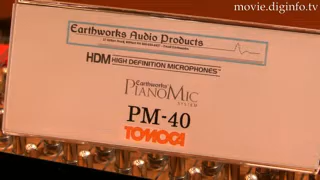 movie.diginfo.tv
Earthworks Audio Products
HDM HIGH DEFINITION MICROPHONES
Earthworks
PIANOMIC
SYSTEM
PM-40
TOMOCA